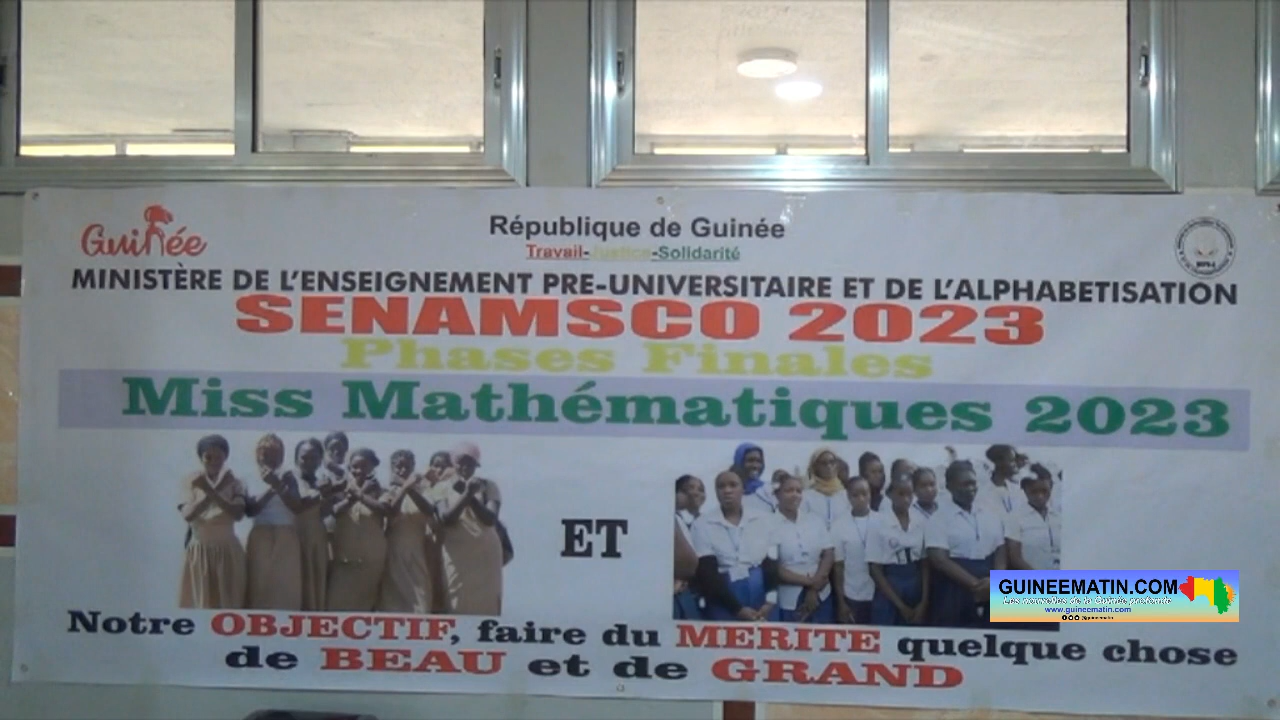 Guinée
République de Guinée
Travail-Justice-Solidarité
MINISTÈRE DE L'ENSEIGNEMENT PRE-UNIVERSITAIRE ET DE L'ALPHABETISATION
SENAMSCO 2023
Phases Finales
Miss Mathématiques 2023
ET
GUINEEMATIN.COM
www.guineematin.com
Notre OBJECTIF, faire du MERITE quelque chose
de BEAU et de GRAND